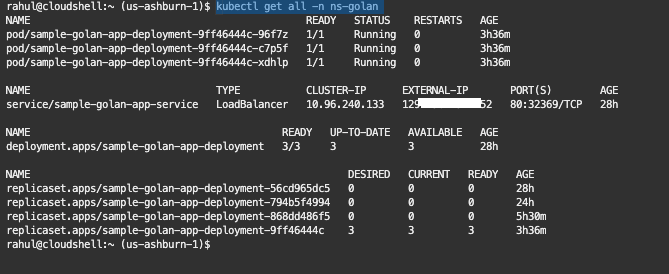 rahul@cloudshell:~ (us-ashburn-1)$ kubectl get all -n ns-golan
NAME READY STATUS RESTARTS AGE
pod/sample-golan-app-deployment-9ff46444c-96f7z 1/1 Running 0 3h36m
pod/sample-golan-app-deployment-9ff46444c-c7p5f 1/1 Running 0 3h36m
pod/sample-golan-app-deployment-9ff46444c-xdhlp 1/1 Running 0 3h36m
NAME TYPE CLUSTER-IP EXTERNAL-IP PORT(S) AGE
service/sample-golan-app-service LoadBalancer 10.96.240.133 129 52 80:32369/TCP 28h
NAME READY UP-TO-DATE AVAILABLE AGE
deployment.apps/sample-golan-app-deployment 3/3 3 3 28h
NAME DESIRED CURRENT READY AGE
replicaset.apps/sample-golan-app-deployment-56cd965dc5 0 0 0 28h
replicaset.apps/sample-golan-app-deployment-794b5f4994 0 0 0 24h
replicaset.apps/sample-golan-app-deployment-868dd486f5 0 0 0 5h30m
replicaset.apps/sample-golan-app-deployment-9ff46444c 3 3 3 3h36m
rahul@cloudshell:~ (us-ashburn-1)$